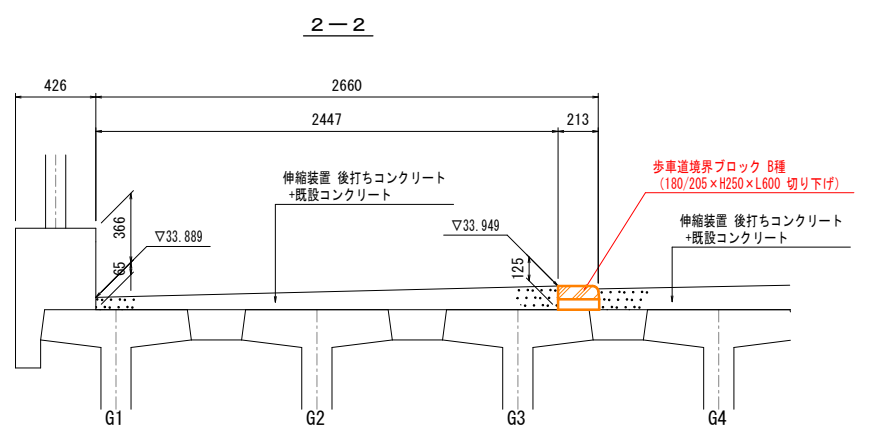 2－2
426
2660
2447
213
歩車道境界ブロック B種
(180/205×H250×L600 切り下げ)
伸縮装置 後打ちコンクリート
+既設コンクリート
伸縮装置 後打ちコンクリート
+既設コンクリート
366
▽33.889
▽33.949
65
125
G1
G2
G3
G4